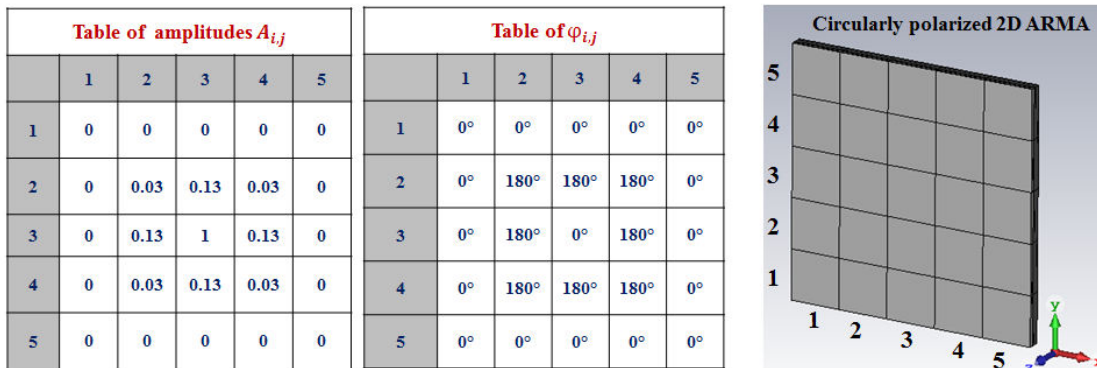 Table of amplitudes A_{i,j}
1 2 3 4 5
1 0 0 0 0 0
2 0 0.03 0.13 0.03 0
3 0 0.13 1 0.13 0
4 0 0.03 0.13 0.03 0
5 0 0 0 0 0
Table of φ_{i,j}
1 2 3 4 5
1 0° 0° 0° 0° 0°
2 0° 180° 180° 180° 0°
3 0° 180° 0° 180° 0°
4 0° 180° 180° 180° 0°
5 0° 0° 0° 0° 0°
Circularly polarized 2D ARMA
5
4
3
2
1
1 2 3 4 5
y
z x